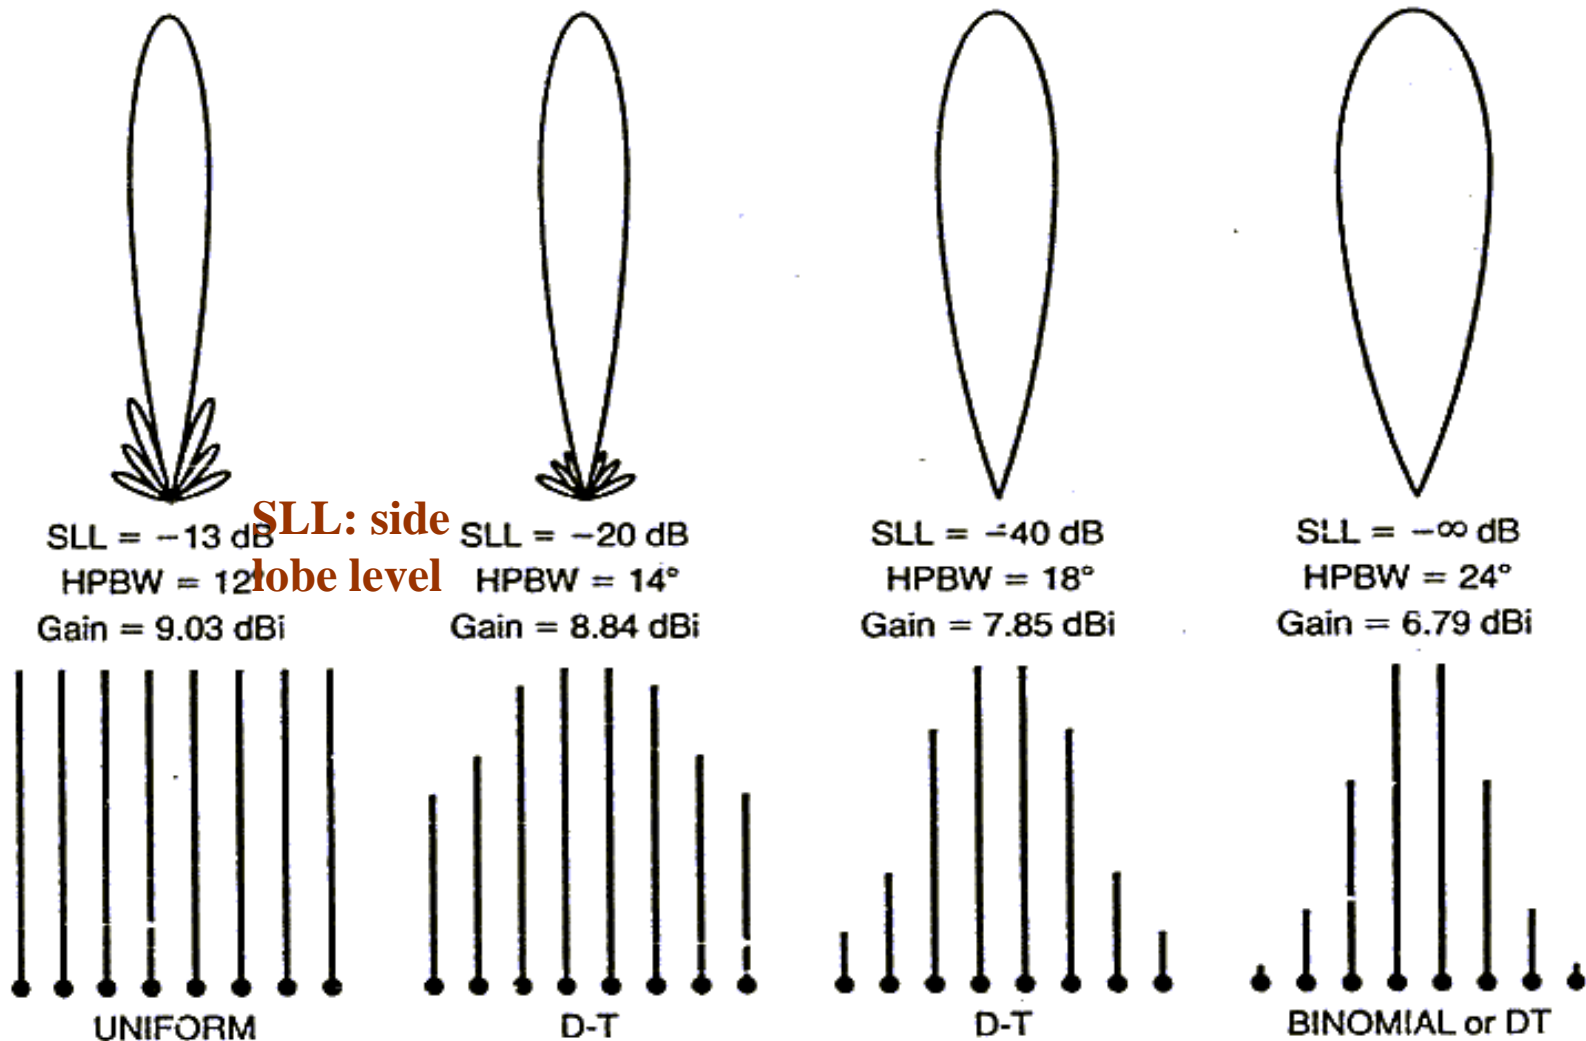 SLL = −13 dB
HPBW = 12°
Gain = 9.03 dBi
UNIFORM
SLL: side
lobe level
SLL = −20 dB
HPBW = 14°
Gain = 8.84 dBi
D-T
SLL = −40 dB
HPBW = 18°
Gain = 7.85 dBi
D-T
SLL = −∞ dB
HPBW = 24°
Gain = 6.79 dBi
BINOMIAL or DT